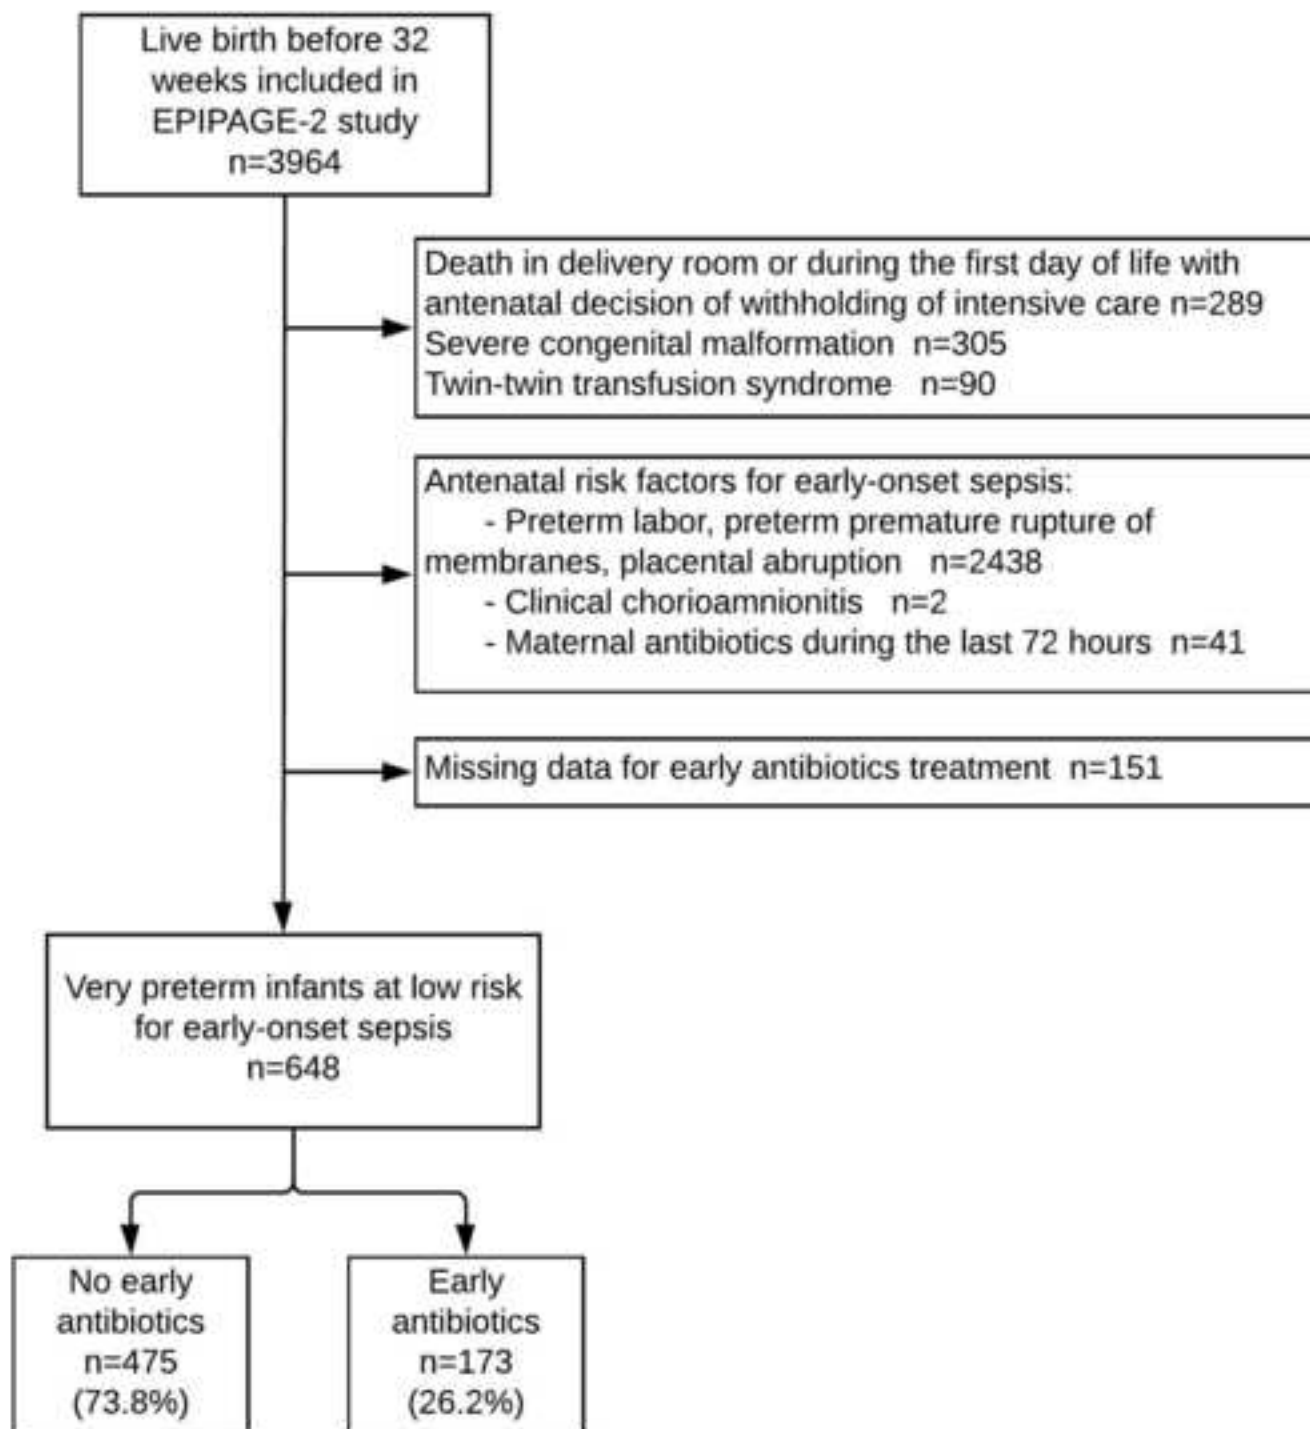 Live birth before 32
weeks included in
EPIPAGE-2 study
n=3964
Death in delivery room or during the first day of life with
antenatal decision of withholding of intensive care n=289
Severe congenital malformation n=305
Twin-twin transfusion syndrome n=90
Antenatal risk factors for early-onset sepsis:
- Preterm labor, preterm premature rupture of
membranes, placental abruption n=2438
- Clinical chorioamnionitis n=2
- Maternal antibiotics during the last 72 hours n=41
Missing data for early antibiotics treatment n=151
Very preterm infants at low risk
for early-onset sepsis
n=648
No early
antibiotics
n=475
(73.8%)
Early
antibiotics
n=173
(26.2%)